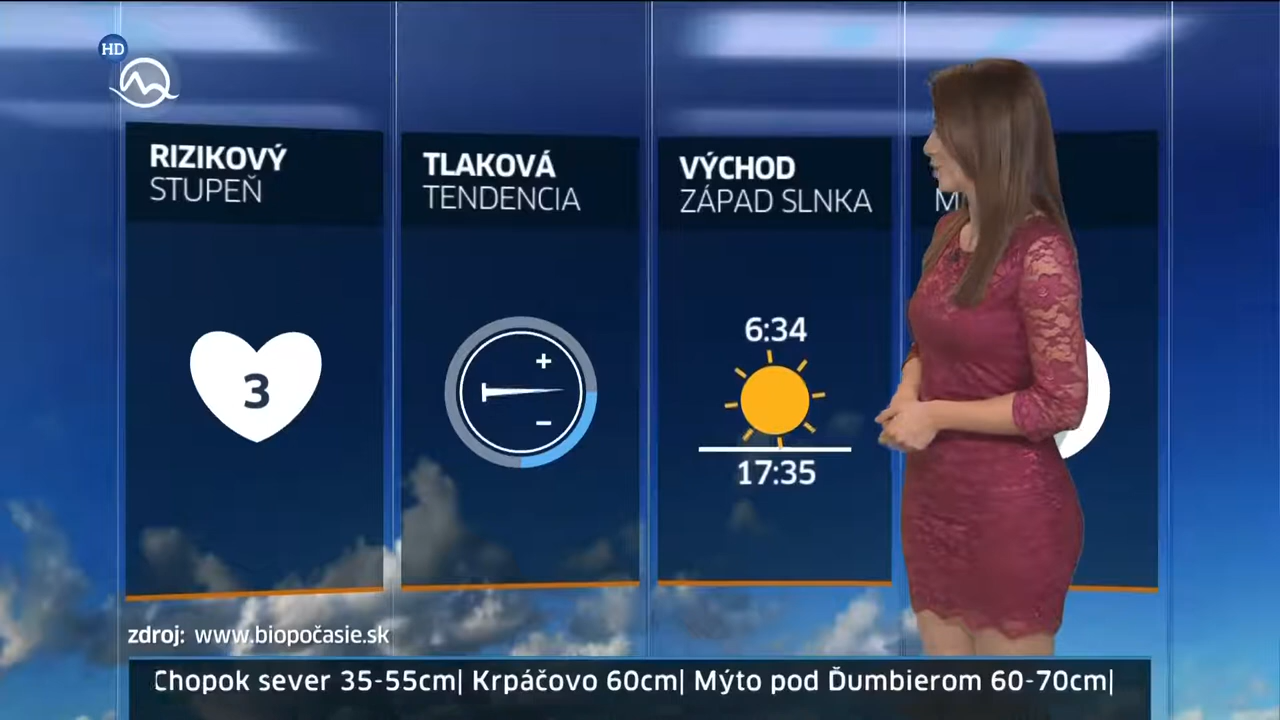 HD
RIZIKOVÝ
STUPEŇ
3
TLAKOVÁ
TENDENCIA
+
−
VÝCHOD
ZÁPAD SLNKA
6:34
17:35
zdroj: www.biopočasie.sk
Chopok sever 35-55cm| Krpáčovo 60cm| Mýto pod Ďumbierom 60-70cm|